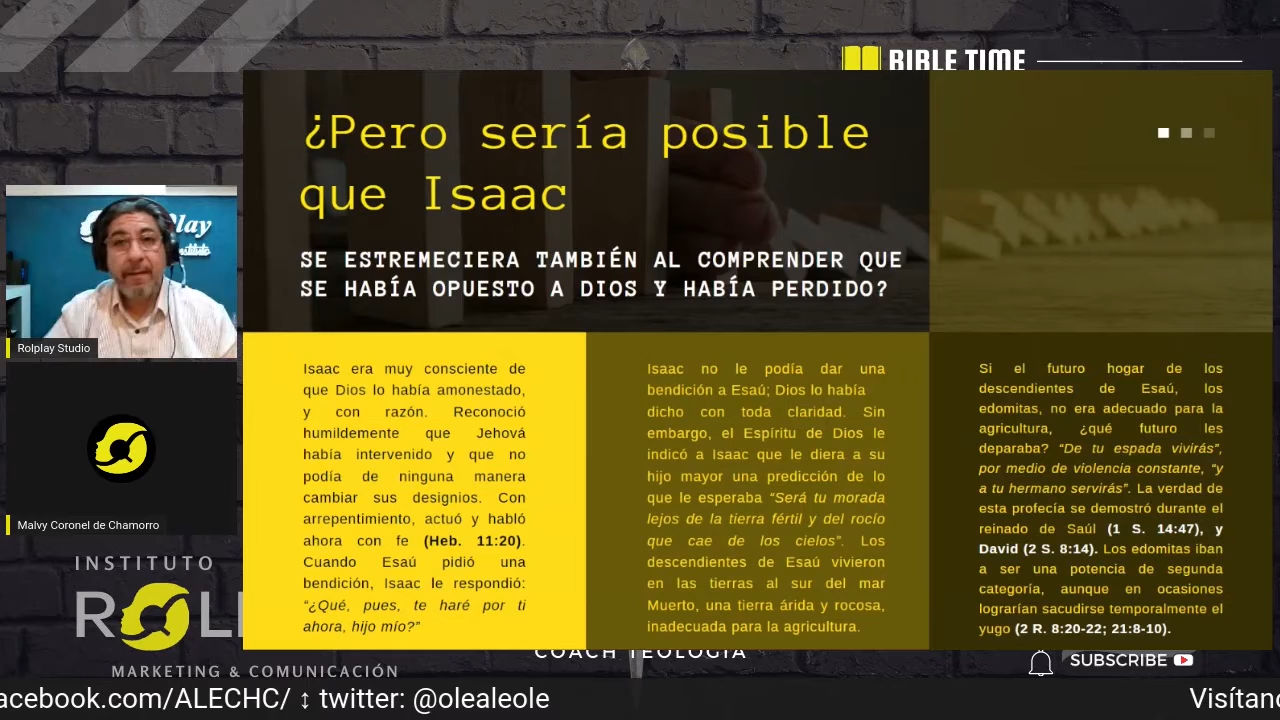 BIBLE TIME
¿Pero sería posible
que Isaac
SE ESTREMECIERA TAMBIÉN AL COMPRENDER QUE
SE HABÍA OPUESTO A DIOS Y HABÍA PERDIDO?
Isaac era muy consciente de
que Dios lo había amonestado,
y con razón. Reconoció
humildemente que Jehová
había intervenido y que no
podía de ninguna manera
cambiar sus designios. Con
arrepentimiento, actuó y habló
ahora con fe (Heb. 11:20).
Cuando Esaú pidió una
bendición, Isaac le respondió:
“¿Qué, pues, te haré por ti
ahora, hijo mío?”
Isaac no le podía dar una
bendición a Esaú; Dios lo había
dicho con toda claridad. Sin
embargo, el Espíritu de Dios le
indicó a Isaac que le diera a su
hijo mayor una predicción de lo
que le esperaba “Será tu morada
lejos de la tierra fértil y del rocío
que cae de los cielos”. Los
descendientes de Esaú vivieron
en las tierras al sur del mar
Muerto, una tierra árida y rocosa,
inadecuada para la agricultura.
Si el futuro hogar de los
descendientes de Esaú, los
edomitas, no era adecuado para la
agricultura, ¿qué futuro les
deparaba? “De tu espada vivirás”,
por medio de violencia constante, “y
a tu hermano servirás”. La verdad de
esta profecía se demostró durante el
reinado de Saúl (1 S. 14:47), y
David (2 S. 8:14). Los edomitas iban
a ser una potencia de segunda
categoría, aunque en ocasiones
lograrían sacudirse temporalmente el
yugo (2 R. 8:20-22; 21:8-10).
Rolplay Studio
Malvy Coronel de Chamorro
INSTITUTO
MARKETING & COMUNICACIÓN
COACH TEOLOGÍA
SUBSCRIBE
acebook.com/ALECHC/ ↕ twitter: @olealeole
Visítano